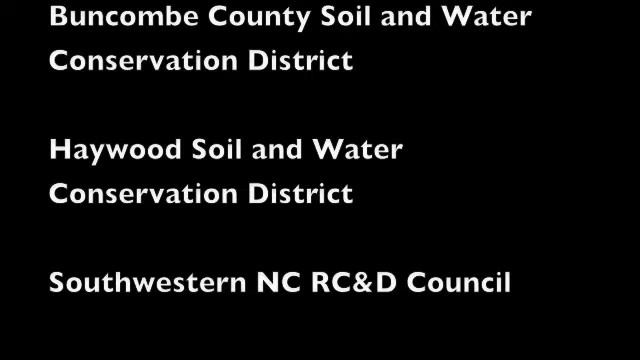 Buncombe County Soil and Water
Conservation District
Haywood Soil and Water
Conservation District
Southwestern NC RC&D Council